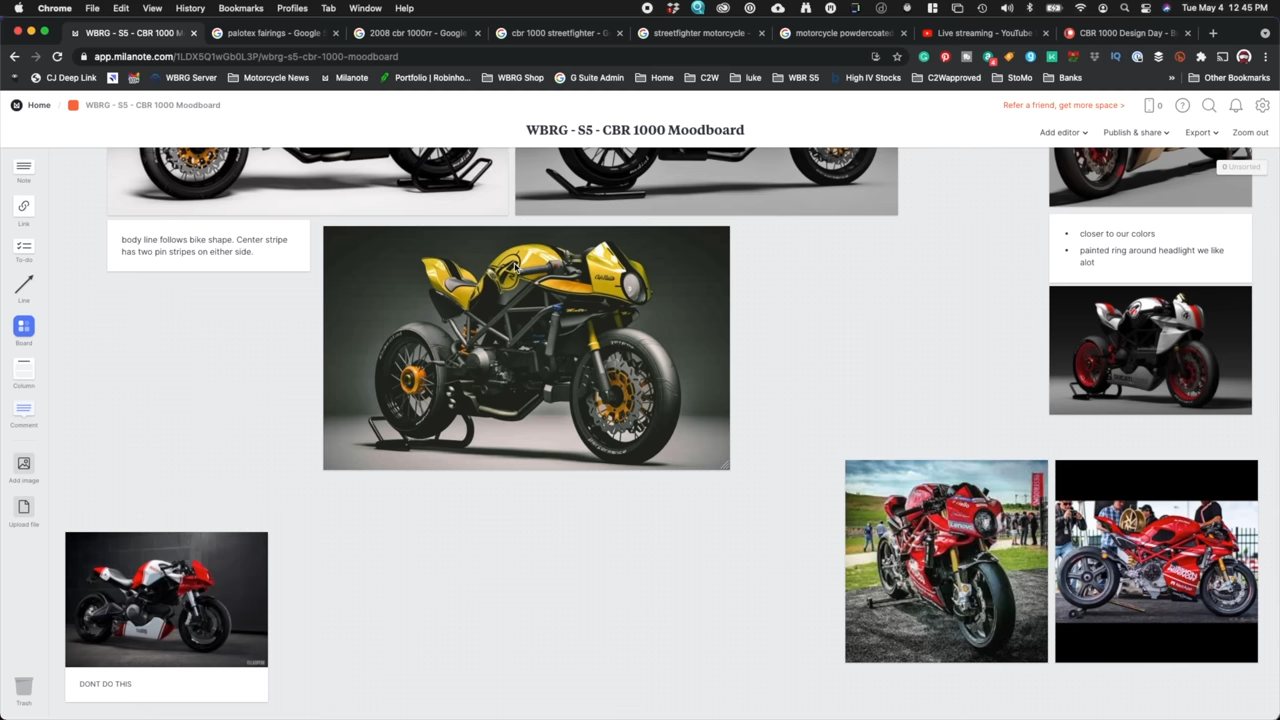 Chrome File Edit View History Bookmarks Profiles Tab Window Help
Tue May 4 12:45 PM
WBRG - S5 - CBR 1000 M
palotex fairings - Google
2008 cbr 1000rr - Google
cbr 1000 streetfighter - G
streetfighter motorcycle -
motorcycle powdercoated
Live streaming - YouTube
CBR 1000 Design Day - B
app.milanote.com/1LDX5Q1wGb0L3P/wbrg-s5-cbr-1000-moodboard
CJ Deep Link
WBRG Server
Motorcycle News
Milanote
Portfolio | Robinho...
WBRG Shop
G Suite Admin
Home
C2W
luke
WBR S5
High IV Stocks
C2Wapproved
StoMo
Banks
»
Other Bookmarks
Home / WBRG - S5 - CBR 1000 Moodboard
Refer a friend, get more space >
0
WBRG - S5 - CBR 1000 Moodboard
Add editor
Publish & share
Export
Zoom out
0 Unsorted
Note
Link
To-do
Line
Board
Column
Comment
Add image
Upload file
Trash
body line follows bike shape. Center stripe
has two pin stripes on either side.
• closer to our colors
• painted ring around headlight we like
alot
Lenovo
DONT DO THIS